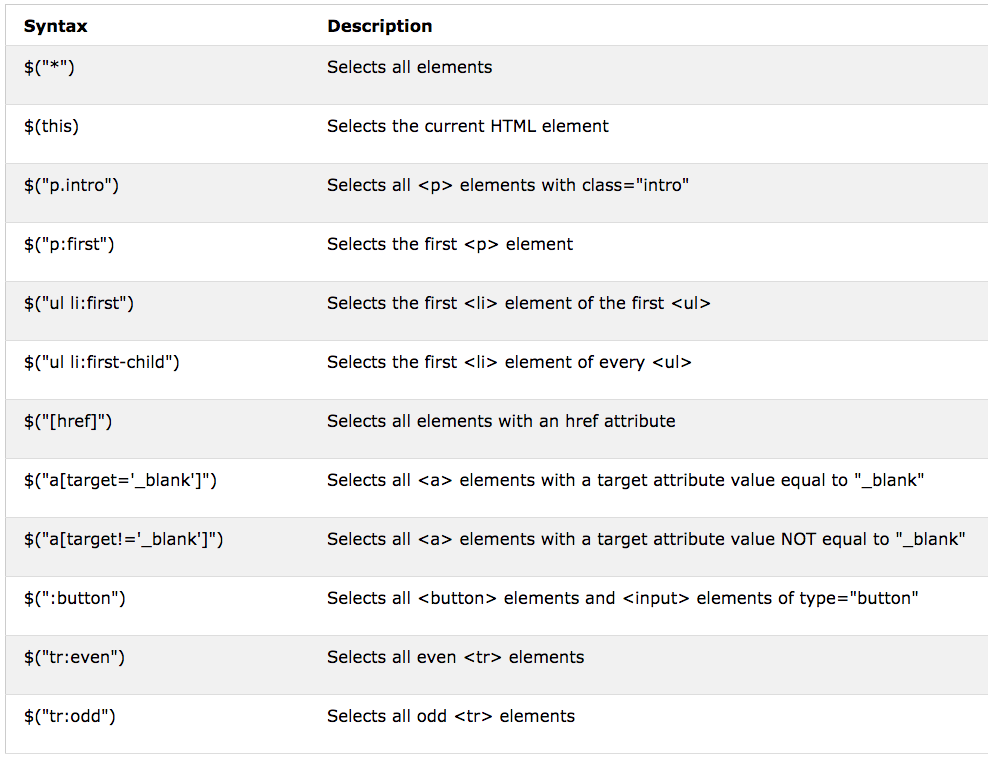 Syntax Description
$("*") Selects all elements
$(this) Selects the current HTML element
$("p.intro") Selects all <p> elements with class="intro"
$("p:first") Selects the first <p> element
$("ul li:first") Selects the first <li> element of the first <ul>
$("ul li:first-child") Selects the first <li> element of every <ul>
$("[href]") Selects all elements with an href attribute
$("a[target='_blank']") Selects all <a> elements with a target attribute value equal to "_blank"
$("a[target!='_blank']") Selects all <a> elements with a target attribute value NOT equal to "_blank"
$(":button") Selects all <button> elements and <input> elements of type="button"
$("tr:even") Selects all even <tr> elements
$("tr:odd") Selects all odd <tr> elements